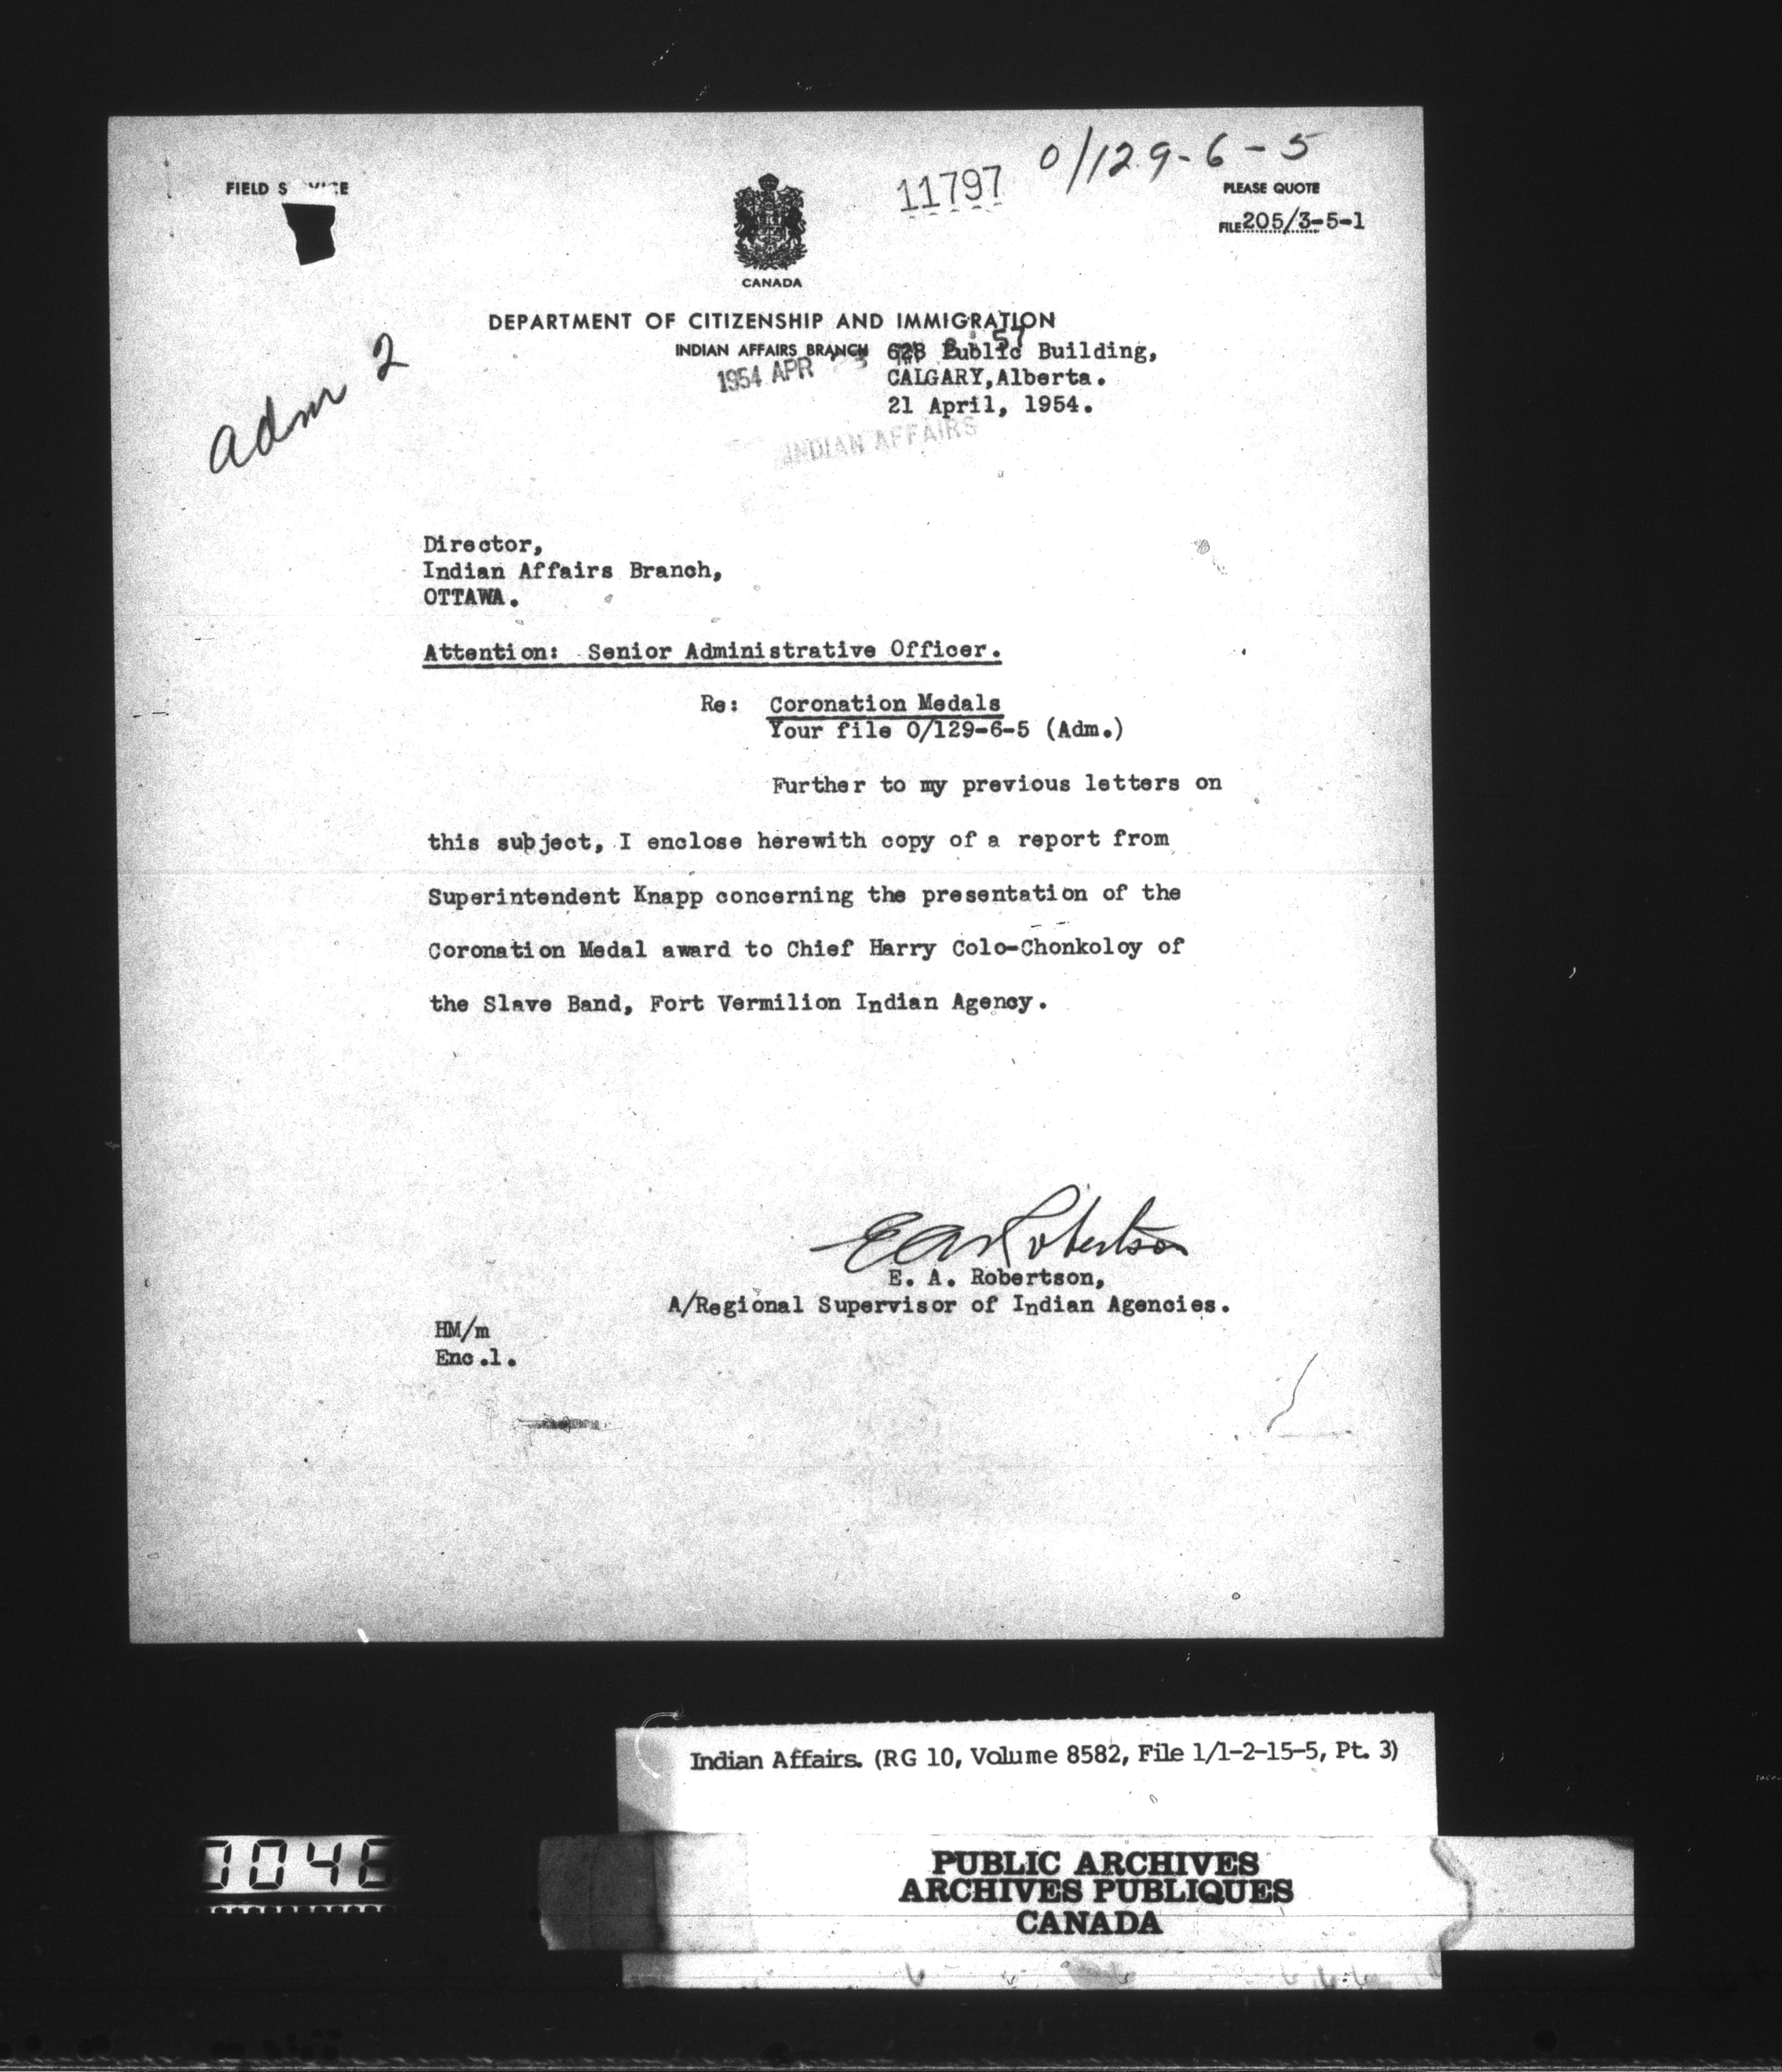 0/129-6-5
11797
FIELD S VICE
PLEASE QUOTE
FILE 205/3-5-1
CANADA
DEPARTMENT OF CITIZENSHIP AND IMMIGRATION
INDIAN AFFAIRS BRANCH 628 Public Building,
1954 APR
CALGARY, Alberta.
21 April, 1954.
INDIAN AFFAIRS
adm 2
Director,
Indian Affairs Branch,
OTTAWA.
Attention: Senior Administrative Officer.
Re: Coronation Medals
Your file 0/129-6-5 (Adm.)
Further to my previous letters on
this subject, I enclose herewith copy of a report from
Superintendent Knapp concerning the presentation of the
Coronation Medal award to Chief Harry Colo-Chonkoloy of
the Slave Band, Fort Vermilion Indian Agency.
E A Robertson
E. A. Robertson,
A/Regional Supervisor of Indian Agencies.
HM/m
Enc.1.
Indian Affairs. (RG 10, Volume 8582, File 1/1-2-15-5, Pt. 3)
PUBLIC ARCHIVES
ARCHIVES PUBLIQUES
CANADA